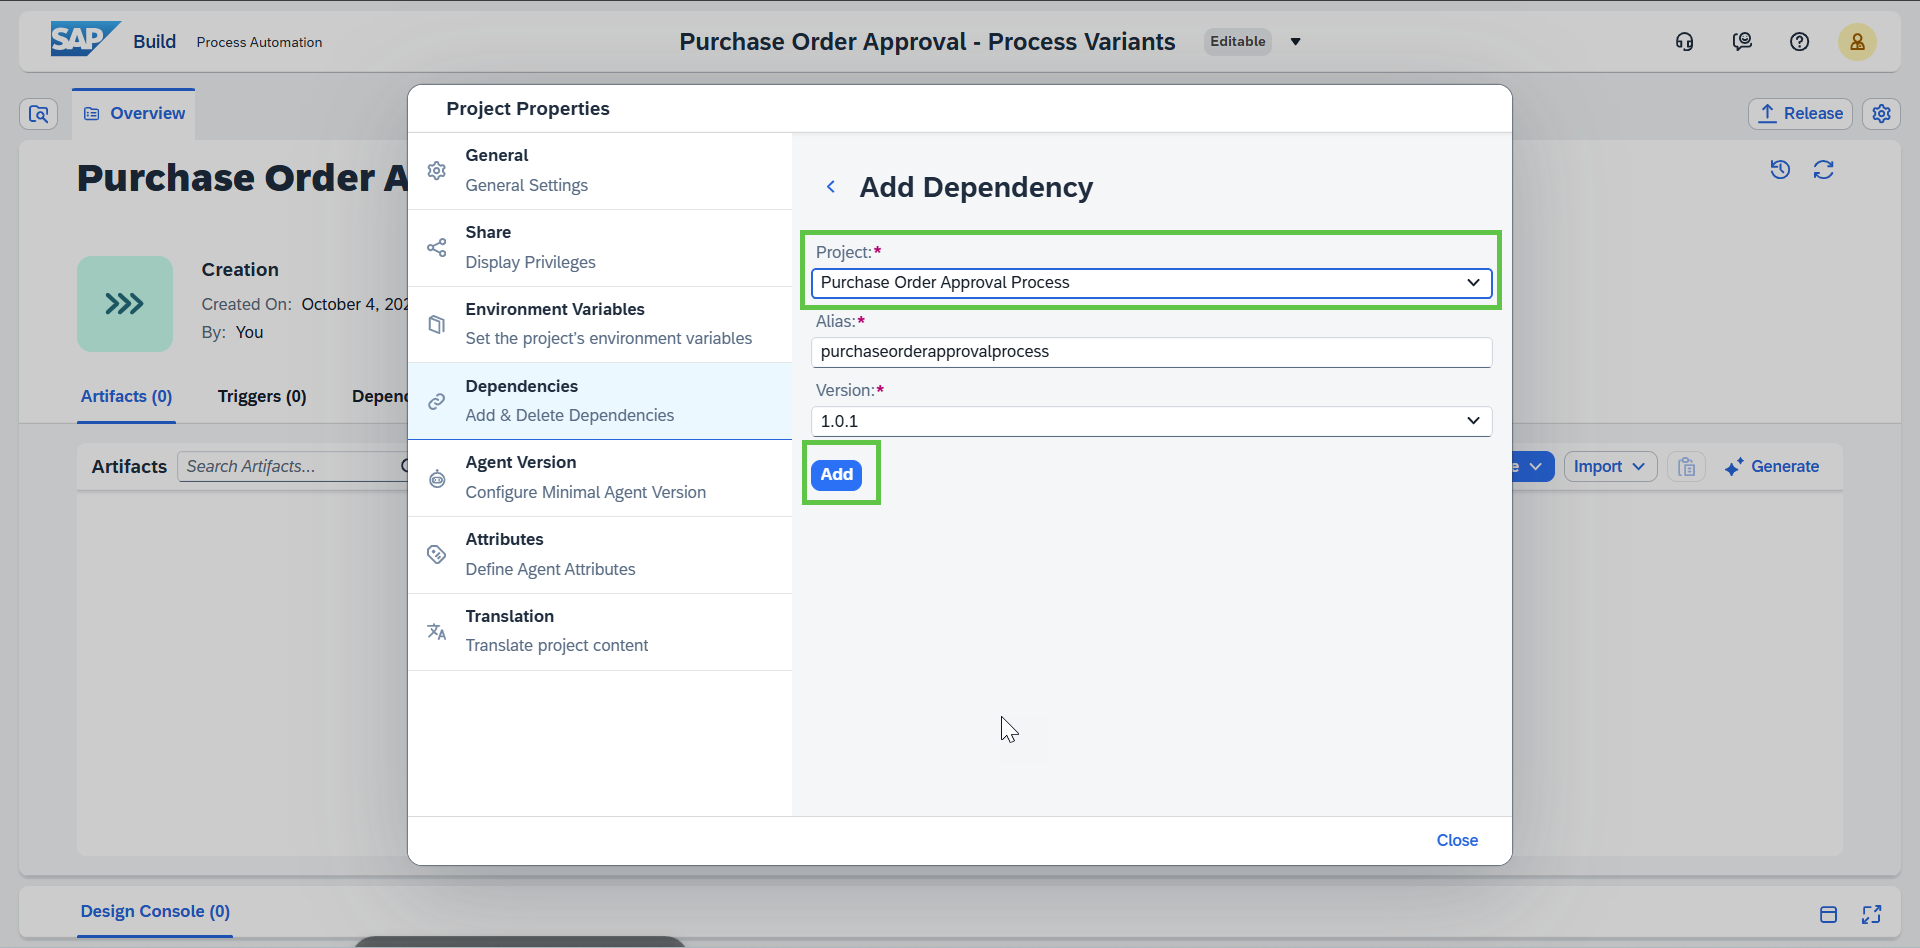 SAP Build Process Automation
Purchase Order Approval - Process Variants Editable
Overview
Release
Purchase Order A
Creation
Created On: October 4, 202
By: You
Artifacts (0) Triggers (0) Depend
Artifacts Search Artifacts...
e Import Generate
Design Console (0)
Project Properties
General
General Settings
Share
Display Privileges
Environment Variables
Set the project's environment variables
Dependencies
Add & Delete Dependencies
Agent Version
Configure Minimal Agent Version
Attributes
Define Agent Attributes
Translation
Translate project content
Add Dependency
Project:*
Purchase Order Approval Process
Alias:*
purchaseorderapprovalprocess
Version:*
1.0.1
Add
Close